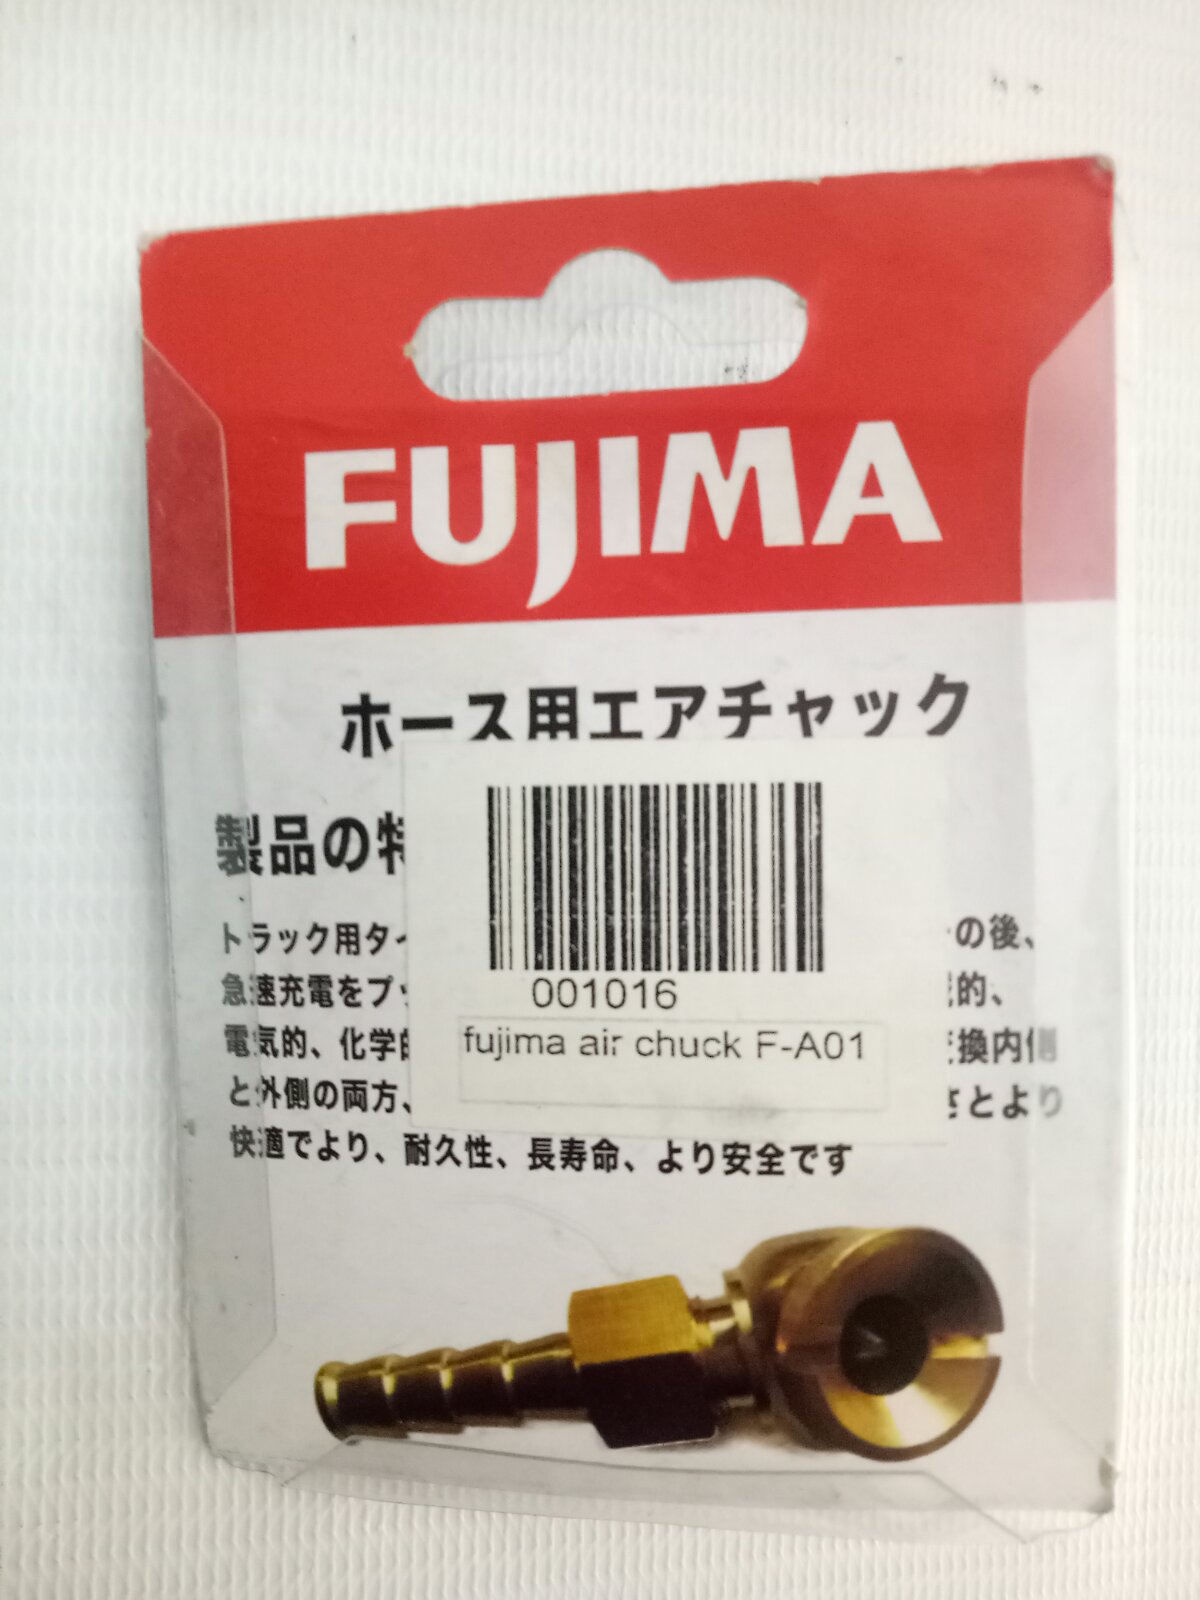 FUJIMA
ホース用エアチャック
製品の特
トラック用タイ の後、
急速充電をプッ 的、
電気的、化学的 換内側
と外側の両方、 さとより
快適でより、耐久性、長寿命、より安全です
001016
fujima air chuck F-A01